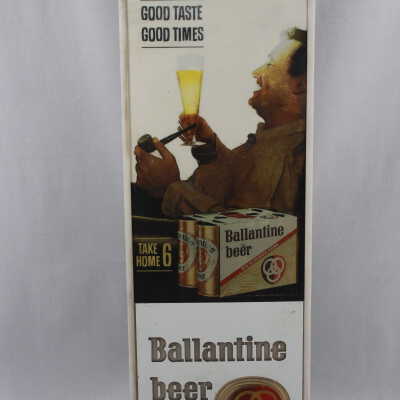 GOOD TASTE
GOOD TIMES
Ballantine
beer
TAKE
HOME 6
Ballantine
beer